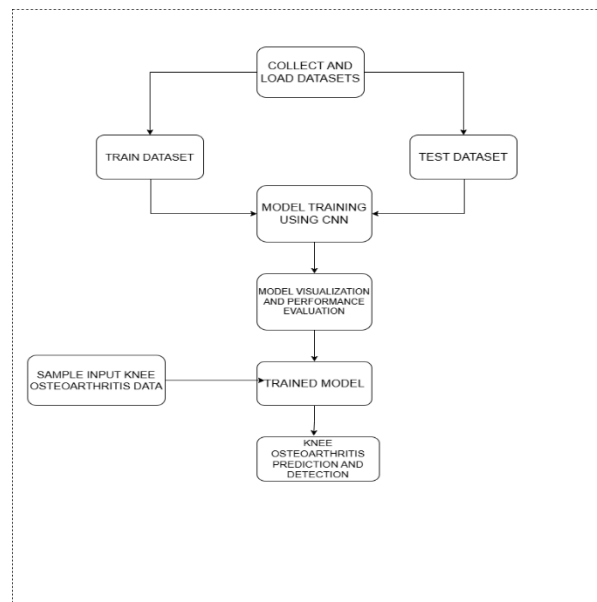 COLLECT AND
LOAD DATASETS
TRAIN DATASET
TEST DATASET
MODEL TRAINING
USING CNN
MODEL VISUALIZATION
AND PERFORMANCE
EVALUATION
SAMPLE INPUT KNEE
OSTEOARTHRITIS DATA
TRAINED MODEL
KNEE
OSTEOARTHRITIS
PREDICTION AND
DETECTION